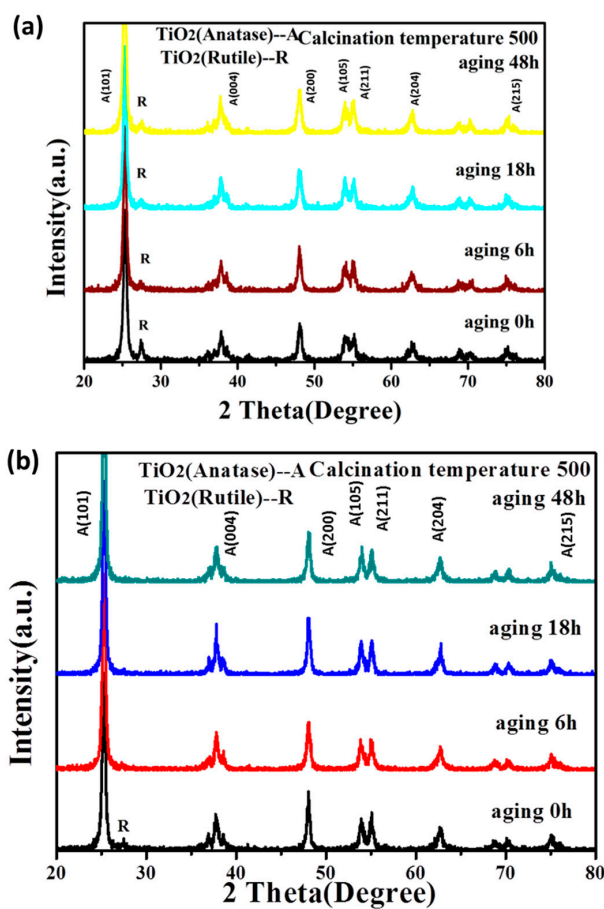 (a)
TiO2(Anatase)--A Calcination temperature 500
TiO2(Rutile)--R
aging 48h
A(101)
R
A(004)
A(200)
A(105)
A(211)
A(204)
A(215)
R
aging 18h
R
aging 6h
R
aging 0h
Intensity(a.u.)
20 30 40 50 60 70 80
2 Theta(Degree)
(b)
TiO2(Anatase)--A Calcination temperature 500
TiO2(Rutile)--R
aging 48h
A(101)
A(004)
A(200)
A(105)
A(211)
A(204)
A(215)
aging 18h
aging 6h
aging 0h
R
Intensity(a.u.)
20 30 40 50 60 70 80
2 Theta(Degree)